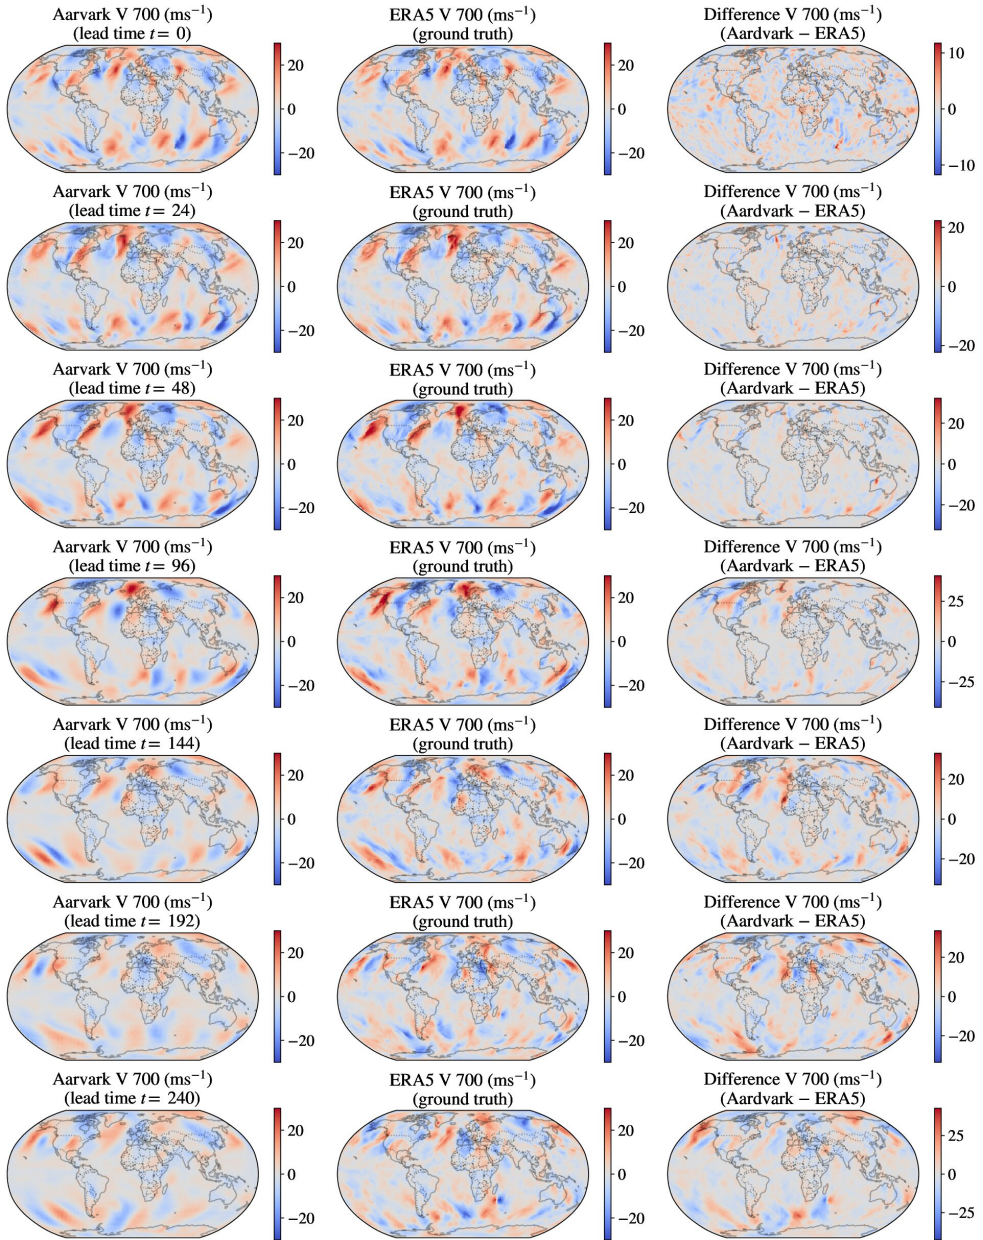 Aarvark V 700 (ms⁻¹)
(lead time t = 0)
20
0
−20
ERA5 V 700 (ms⁻¹)
(ground truth)
20
0
−20
Difference V 700 (ms⁻¹)
(Aardvark − ERA5)
10
0
−10
Aarvark V 700 (ms⁻¹)
(lead time t = 24)
20
0
−20
ERA5 V 700 (ms⁻¹)
(ground truth)
20
0
−20
Difference V 700 (ms⁻¹)
(Aardvark − ERA5)
20
0
−20
Aarvark V 700 (ms⁻¹)
(lead time t = 48)
20
0
−20
ERA5 V 700 (ms⁻¹)
(ground truth)
20
0
−20
Difference V 700 (ms⁻¹)
(Aardvark − ERA5)
20
0
−20
Aarvark V 700 (ms⁻¹)
(lead time t = 96)
20
0
−20
ERA5 V 700 (ms⁻¹)
(ground truth)
20
0
−20
Difference V 700 (ms⁻¹)
(Aardvark − ERA5)
25
0
−25
Aarvark V 700 (ms⁻¹)
(lead time t = 144)
20
0
−20
ERA5 V 700 (ms⁻¹)
(ground truth)
20
0
−20
Difference V 700 (ms⁻¹)
(Aardvark − ERA5)
20
0
−20
Aarvark V 700 (ms⁻¹)
(lead time t = 192)
20
0
−20
ERA5 V 700 (ms⁻¹)
(ground truth)
20
0
−20
Difference V 700 (ms⁻¹)
(Aardvark − ERA5)
20
0
−20
Aarvark V 700 (ms⁻¹)
(lead time t = 240)
20
0
−20
ERA5 V 700 (ms⁻¹)
(ground truth)
20
0
−20
Difference V 700 (ms⁻¹)
(Aardvark − ERA5)
25
0
−25